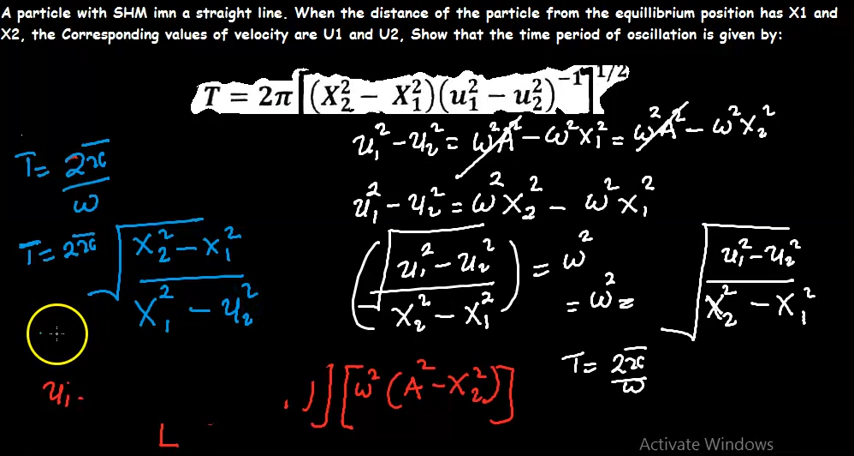 A particle with SHM imn a straight line. When the distance of the particle from the equillibrium position has X1 and
X2, the Corresponding values of velocity are U1 and U2, Show that the time period of oscillation is given by:
T = 2π[(X₂² − X₁²)(u₁² − u₂²)⁻¹]^1/2
u₁² - u₂² = ω²A² - ω²x₁² = ω²A² - ω²x₂²
T = 2π/ω
u₁² - u₂² = ω²x₂² - ω²x₁²
T = 2π √(x₂² - x₁² / x₁² - u₂²)
(√(u₁² - u₂² / x₂² - x₁²)) = ω²
= ω² = √(u₁² - u₂² / x₂² - x₁²)
T = 2π/ω
u₁.
)][ω²(A² - x₂²)]
L
Activate Windows